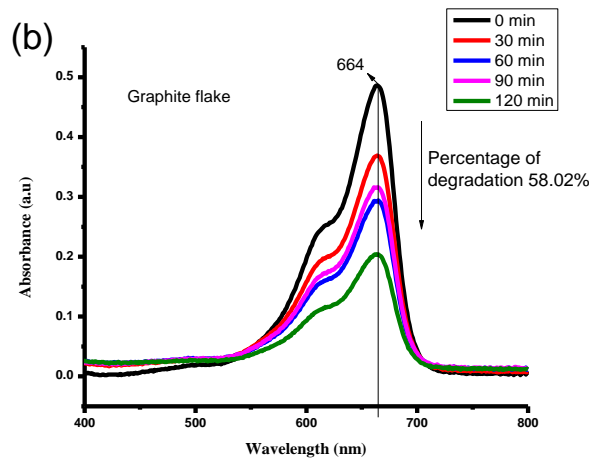 (b)
0 min
30 min
60 min
90 min
120 min
664
Graphite flake
Percentage of
degradation 58.02%
Absorbance (a.u)
0.5
0.4
0.3
0.2
0.1
0.0
400 500 600 700 800
Wavelength (nm)